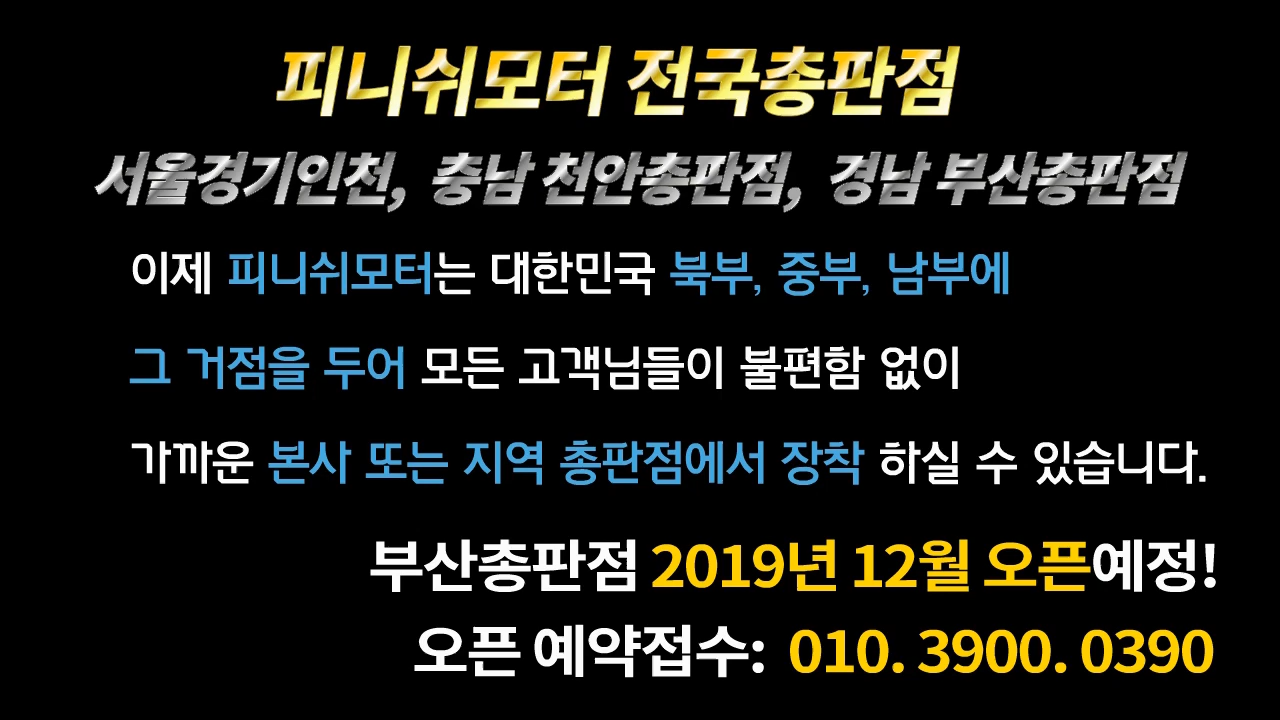 피니쉬모터 전국총판점
서울경기인천, 충남 천안총판점, 경남 부산총판점
이제 피니쉬모터는 대한민국 북부, 중부, 남부에
그 거점을 두어 모든 고객님들이 불편함 없이
가까운 본사 또는 지역 총판점에서 장착 하실 수 있습니다.
부산총판점 2019년 12월 오픈예정!
오픈 예약접수: 010. 3900. 0390